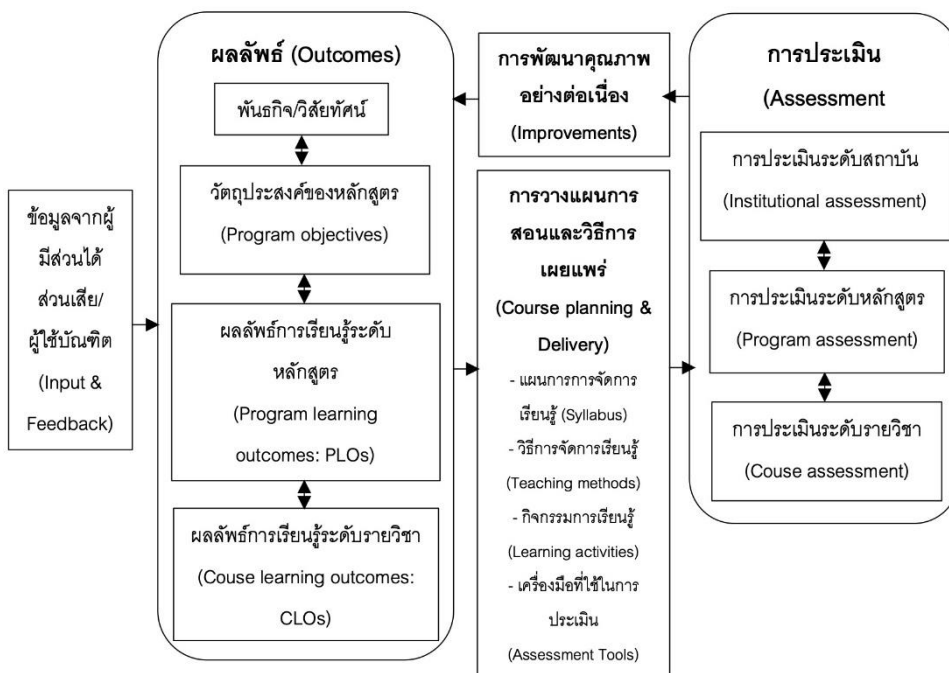 ข้อมูลจากผู้
มีส่วนได้
ส่วนเสีย/
ผู้ใช้บัณฑิต
(Input &
Feedback)
ผลลัพธ์ (Outcomes)
พันธกิจ/วิสัยทัศน์
วัตถุประสงค์ของหลักสูตร
(Program objectives)
ผลลัพธ์การเรียนรู้ระดับ
หลักสูตร
(Program learning
outcomes: PLOs)
ผลลัพธ์การเรียนรู้ระดับรายวิชา
(Couse learning outcomes:
CLOs)
การพัฒนาคุณภาพ
อย่างต่อเนื่อง
(Improvements)
การวางแผนการ
สอนและวิธีการ
เผยแพร่
(Course planning &
Delivery)
- แผนการการจัดการ
เรียนรู้ (Syllabus)
- วิธีการจัดการเรียนรู้
(Teaching methods)
- กิจกรรมการเรียนรู้
(Learning activities)
- เครื่องมือที่ใช้ในการ
ประเมิน
(Assessment Tools)
การประเมิน
(Assessment
การประเมินระดับสถาบัน
(Institutional assessment)
การประเมินระดับหลักสูตร
(Program assessment)
การประเมินระดับรายวิชา
(Couse assessment)